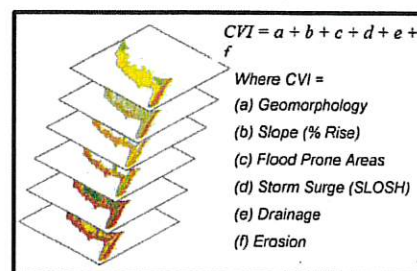 CVI = a + b + c + d + e +
f
Where CVI =
(a) Geomorphology
(b) Slope (% Rise)
(c) Flood Prone Areas
(d) Storm Surge (SLOSH)
(e) Drainage
(f) Erosion